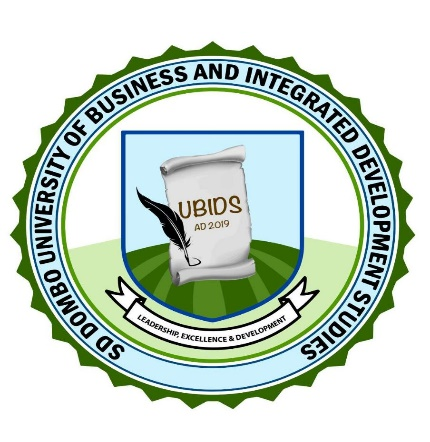 SD DOMBO UNIVERSITY OF BUSINESS AND INTEGRATED DEVELOPMENT STUDIES
UBIDS
AD 2019
LEADERSHIP, EXCELLENCE & DEVELOPMENT